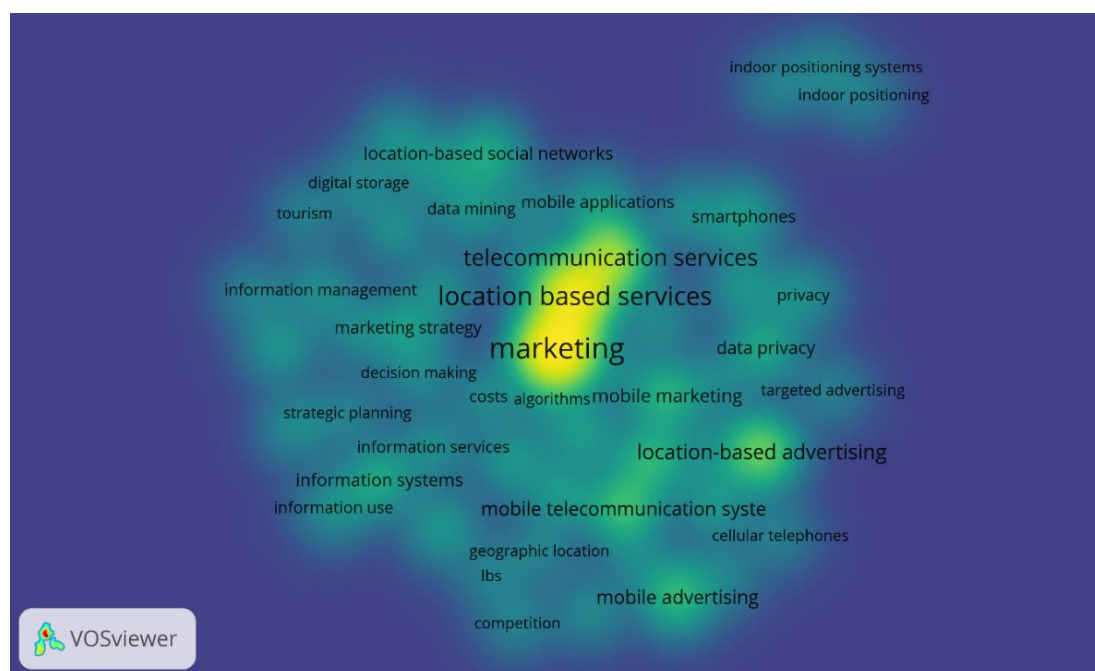 indoor positioning systems
indoor positioning
location-based social networks
digital storage
tourism
data mining
mobile applications
smartphones
telecommunication services
information management
location based services
privacy
marketing strategy
marketing
data privacy
decision making
costs
algorithms
mobile marketing
targeted advertising
strategic planning
information services
location-based advertising
information systems
information use
mobile telecommunication syste
cellular telephones
geographic location
lbs
mobile advertising
competition
VOSviewer